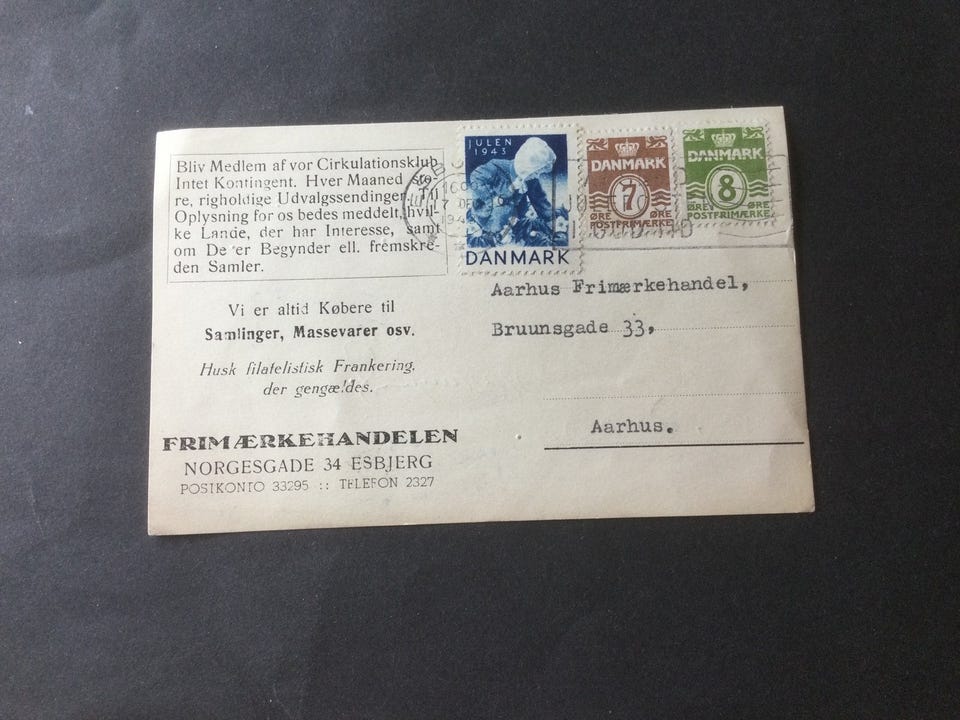 Bliv Medlem af vor Cirkulationsklub
Intet Kontingent. Hver Maaned sto-
re, righoldige Udvalgssendinger. Til
Oplysning for os bedes meddelt, hvil-
ke Lande, der har Interesse, samt
om De er Begynder ell. fremskre-
den Samler.
Vi er altid Købere til
Samlinger, Massevarer osv.
Husk filatelistisk Frankering,
der gengældes.
FRIMÆRKEHANDELEN
NORGESGADE 34 ESBJERG
POSTKONTO 33295 :: TELEFON 2327
JULEN
1943
DANMARK
DANMARK
7
ØRE ØRE
POSTFRIMÆRKE
DANMARK
8
ØRE ØRE
POSTFRIMÆRKE
17
Aarhus Frimærkehandel,
Bruunsgade 33,
Aarhus.